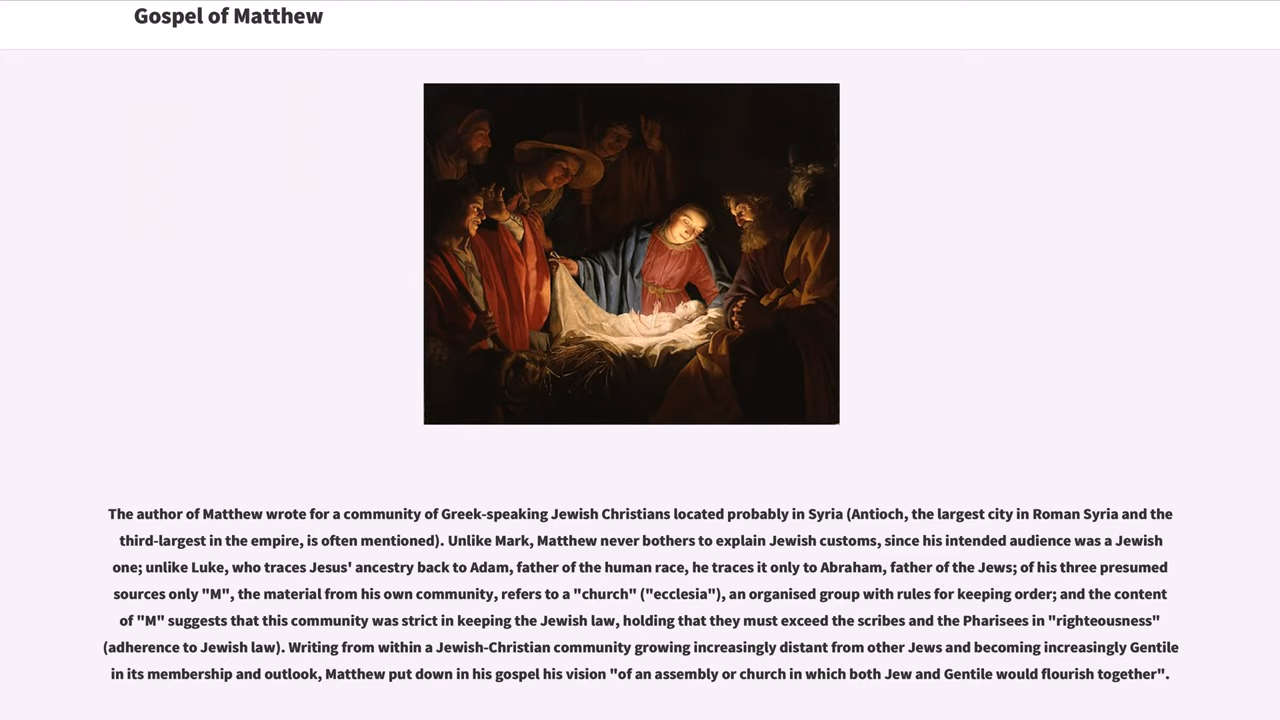 Gospel of Matthew
The author of Matthew wrote for a community of Greek-speaking Jewish Christians located probably in Syria (Antioch, the largest city in Roman Syria and the
third-largest in the empire, is often mentioned). Unlike Mark, Matthew never bothers to explain Jewish customs, since his intended audience was a Jewish
one; unlike Luke, who traces Jesus' ancestry back to Adam, father of the human race, he traces it only to Abraham, father of the Jews; of his three presumed
sources only "M", the material from his own community, refers to a "church" ("ecclesia"), an organised group with rules for keeping order; and the content
of "M" suggests that this community was strict in keeping the Jewish law, holding that they must exceed the scribes and the Pharisees in "righteousness"
(adherence to Jewish law). Writing from within a Jewish-Christian community growing increasingly distant from other Jews and becoming increasingly Gentile
in its membership and outlook, Matthew put down in his gospel his vision "of an assembly or church in which both Jew and Gentile would flourish together".